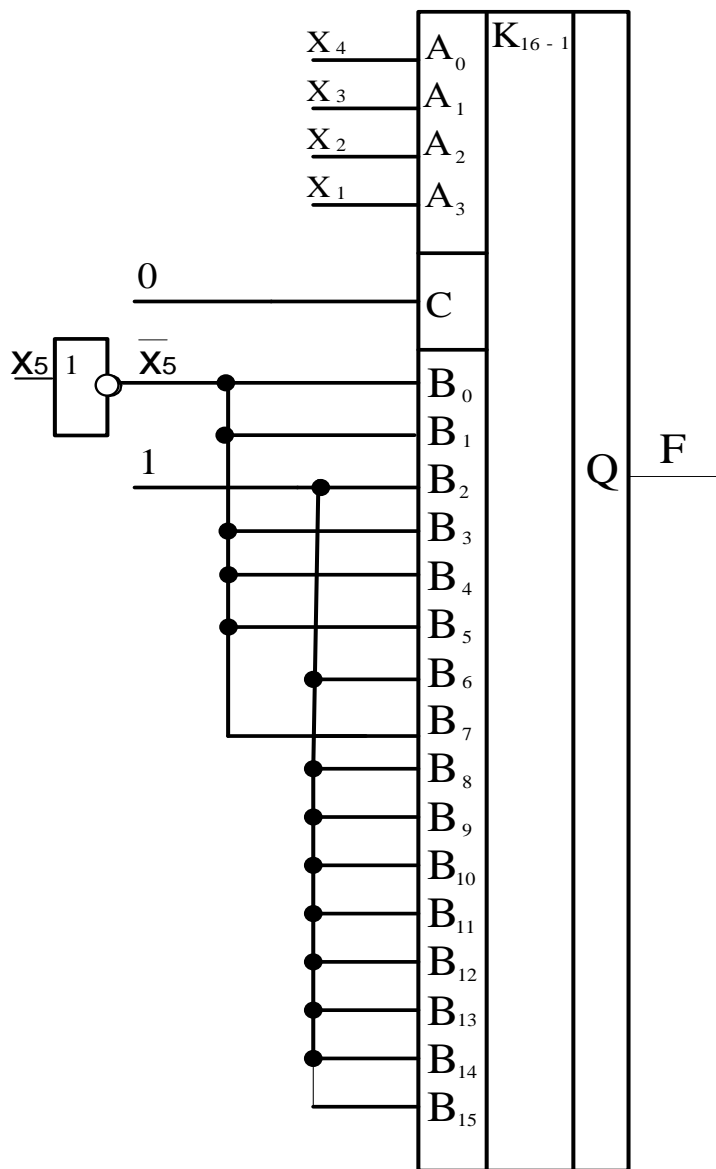 X₄ A₀ K₁₆₋₁
X₃ A₁
X₂ A₂
X₁ A₃
0 C
X5 1 X̅5 B₀
B₁
1 B₂
Q F
B₃
B₄
B₅
B₆
B₇
B₈
B₉
B₁₀
B₁₁
B₁₂
B₁₃
B₁₄
B₁₅